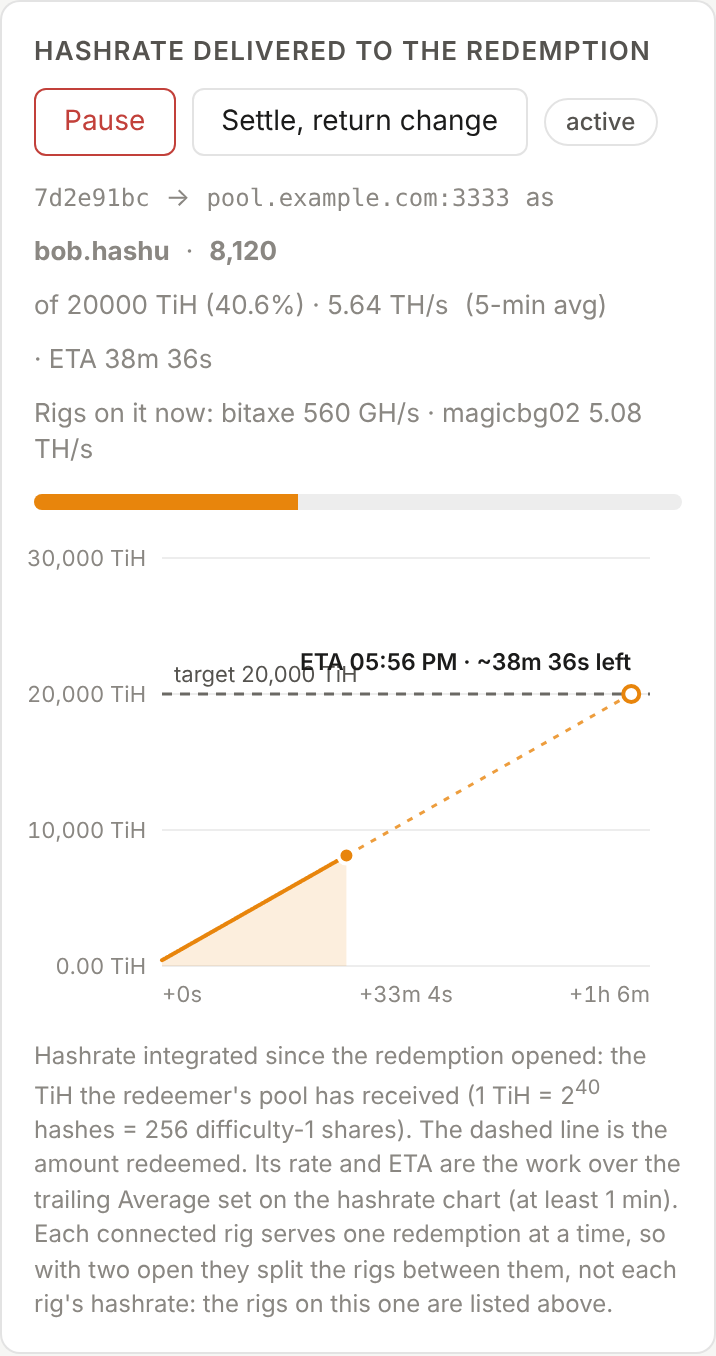 HASHRATE DELIVERED TO THE REDEMPTION
Pause Settle, return change active
7d2e91bc → pool.example.com:3333 as
bob.hashu · 8,120
of 20000 TiH (40.6%) · 5.64 TH/s (5-min avg)
· ETA 38m 36s
Rigs on it now: bitaxe 560 GH/s · magicbg02 5.08
TH/s
30,000 TiH
ETA 05:56 PM · ~38m 36s left
target 20,000 TiH
20,000 TiH
10,000 TiH
0.00 TiH
+0s +33m 4s +1h 6m
Hashrate integrated since the redemption opened: the
TiH the redeemer's pool has received (1 TiH = 2⁴⁰
hashes = 256 difficulty-1 shares). The dashed line is the
amount redeemed. Its rate and ETA are the work over the
trailing Average set on the hashrate chart (at least 1 min).
Each connected rig serves one redemption at a time, so
with two open they split the rigs between them, not each
rig's hashrate: the rigs on this one are listed above.